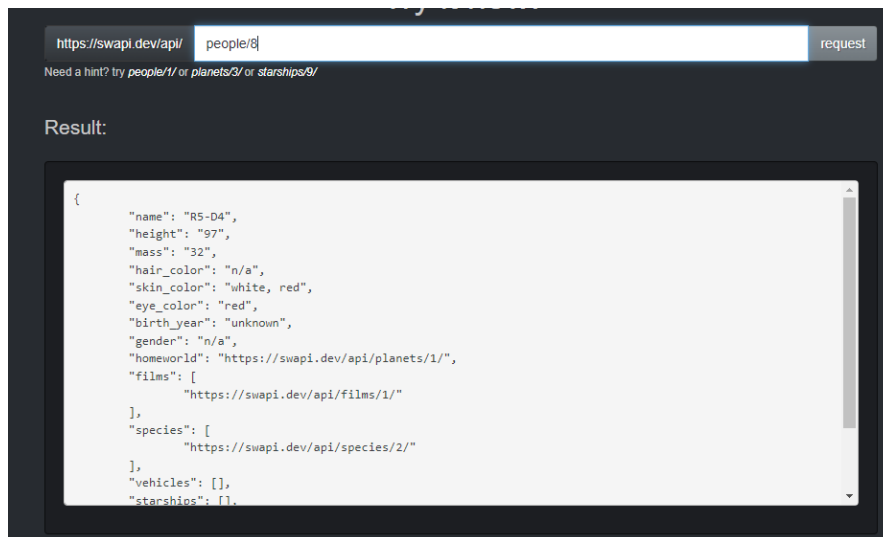 https://swapi.dev/api/ people/8 request
Need a hint? try people/1/ or planets/3/ or starships/9/
Result:
{
"name": "R5-D4",
"height": "97",
"mass": "32",
"hair_color": "n/a",
"skin_color": "white, red",
"eye_color": "red",
"birth_year": "unknown",
"gender": "n/a",
"homeworld": "https://swapi.dev/api/planets/1/",
"films": [
"https://swapi.dev/api/films/1/"
],
"species": [
"https://swapi.dev/api/species/2/"
],
"vehicles": [],
"starships": [],